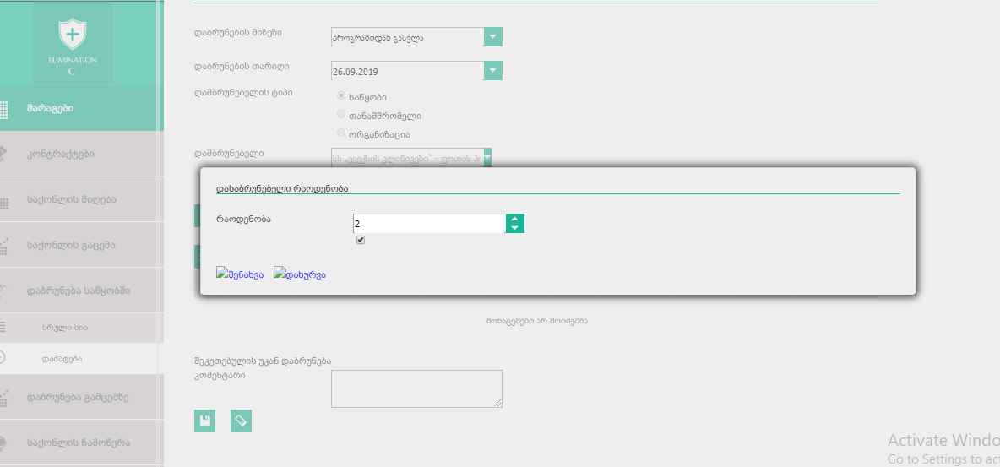 ELIMINATION
C
მარაგები
კონტრაქტები
საქონლის მიღება
საქონლის გაცემა
დაბრუნება საწყობში
სრული სია
დამატება
დაბრუნება გამცემზე
საქონლის ჩამოწერა
დაბრუნების მიზეზი
პროგრამიდან გასვლა
დაბრუნების თარიღი
26.09.2019
დამბრუნებელის ტიპი
საწყობი
თანამშრომელი
ორგანიზაცია
დამბრუნებელი
სს „ევექსის კლინიკები" - ფოთის
დასაბრუნებელი რაოდენობა
რაოდენობა
2
შენახვა
დახურვა
მონაცემები არ მოიძებნა
შეკეთებულის უკან დაბრუნება
კომენტარი
Activate Windo
Go to Settings to act